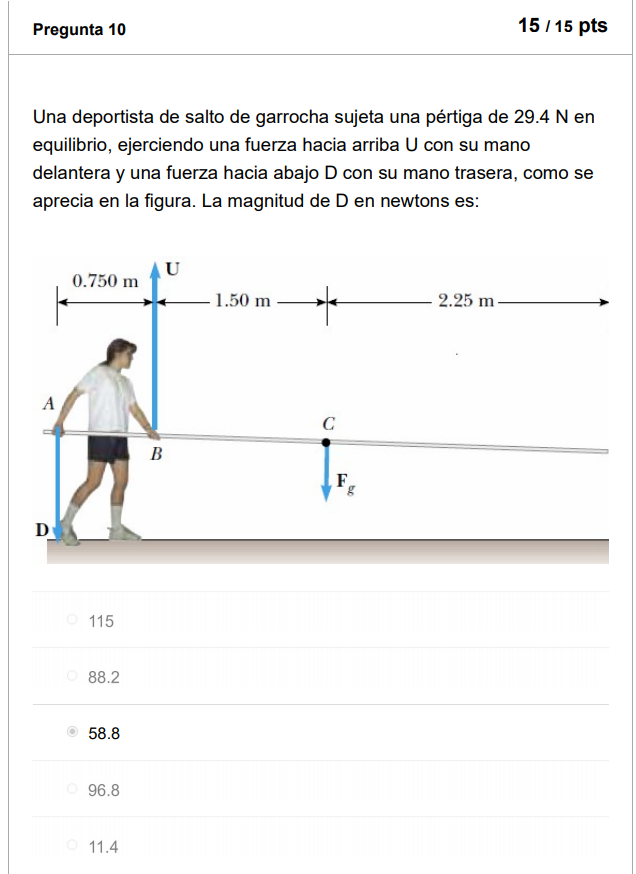 Pregunta 10
15 / 15 pts
Una deportista de salto de garrocha sujeta una pértiga de 29.4 N en
equilibrio, ejerciendo una fuerza hacia arriba U con su mano
delantera y una fuerza hacia abajo D con su mano trasera, como se
aprecia en la figura. La magnitud de D en newtons es:
U
0.750 m
1.50 m
2.25 m
A
C
B
Fg
D
115
88.2
58.8
96.8
11.4